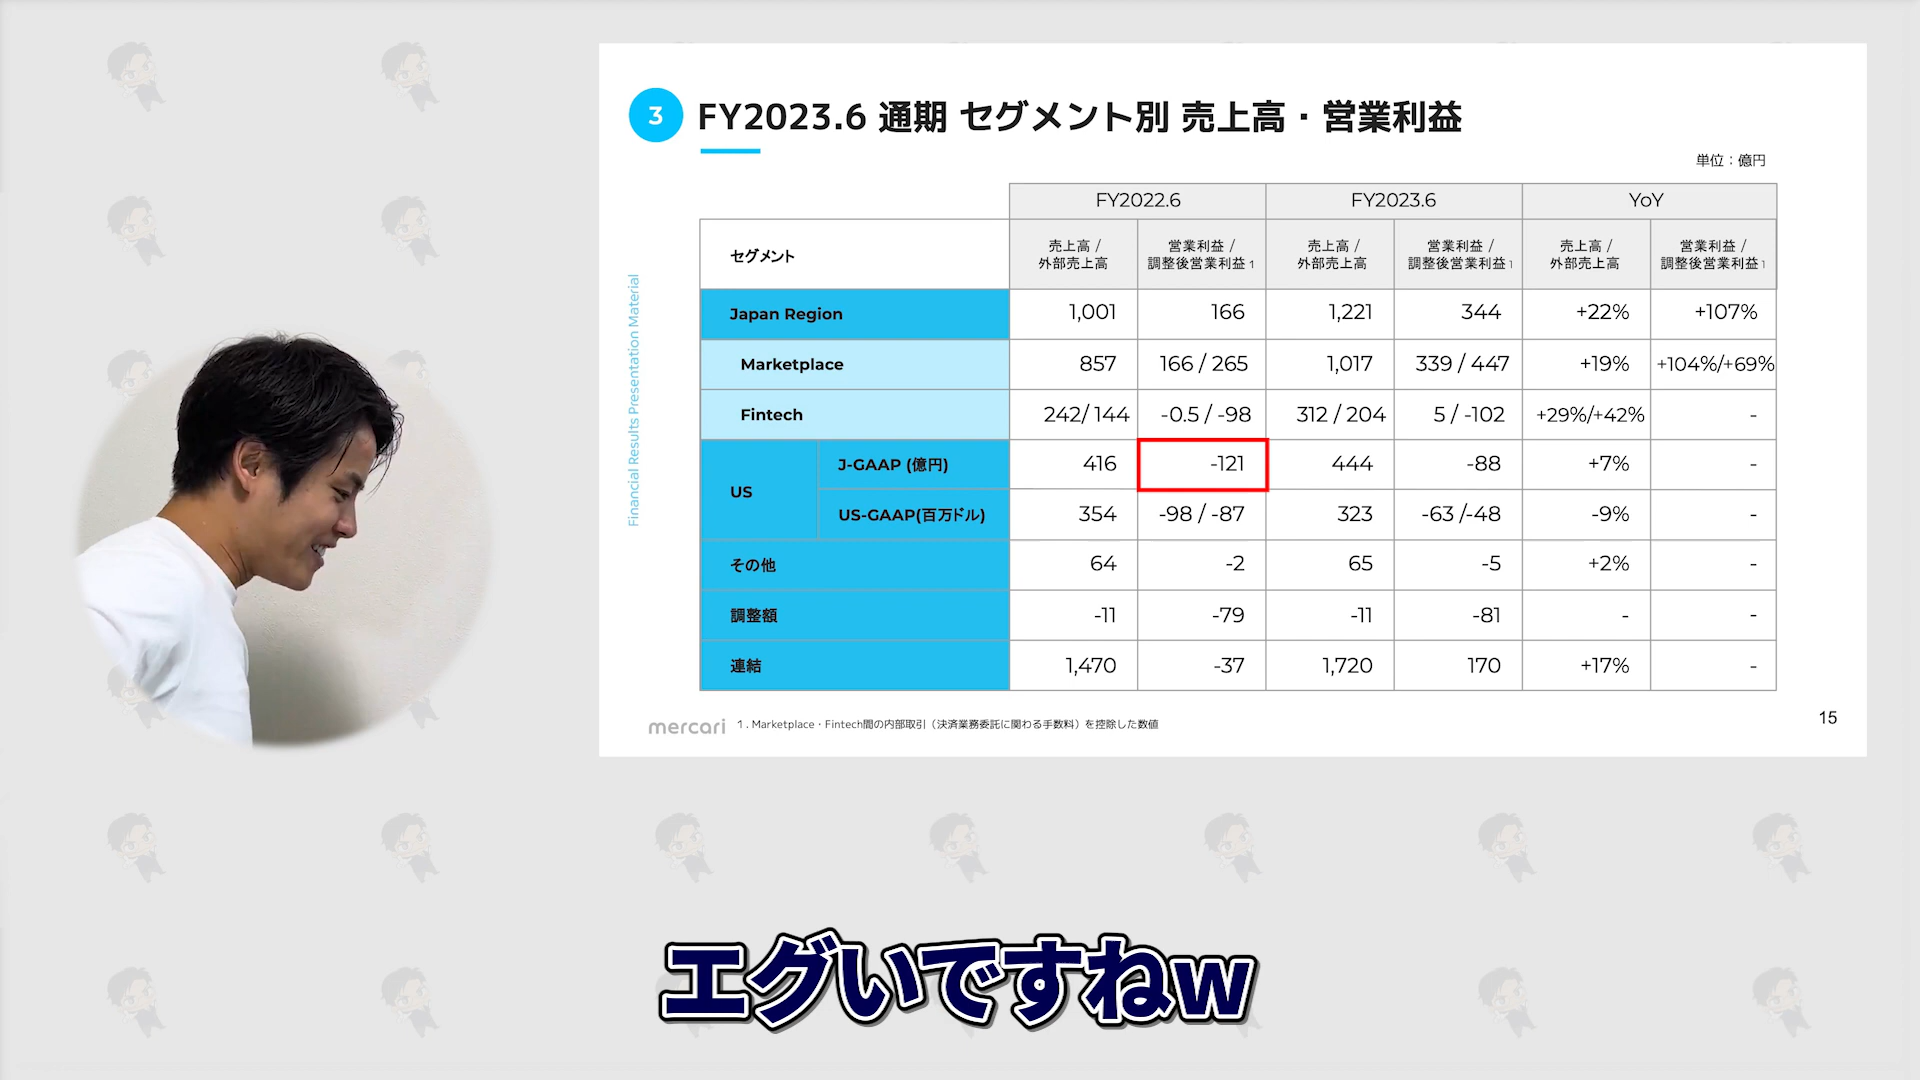 3 FY2023.6 通期 セグメント別 売上高・営業利益
単位：億円
FY2022.6 FY2023.6 YoY
セグメント 売上高 / 外部売上高 営業利益 / 調整後営業利益 1 売上高 / 外部売上高 営業利益 / 調整後営業利益 1 売上高 / 外部売上高 営業利益 / 調整後営業利益 1
Japan Region 1,001 166 1,221 344 +22% +107%
Marketplace 857 166 / 265 1,017 339 / 447 +19% +104%/+69%
Fintech 242/ 144 -0.5 / -98 312 / 204 5 / -102 +29%/+42% -
US J-GAAP (億円) 416 -121 444 -88 +7% -
US-GAAP(百万ドル) 354 -98 / -87 323 -63 /-48 -9% -
その他 64 -2 65 -5 +2% -
調整額 -11 -79 -11 -81 - -
連結 1,470 -37 1,720 170 +17% -
Financial Results Presentation Material
mercari 1 . Marketplace・Fintech間の内部取引（決済業務委託に関わる手数料）を控除した数値
15
エグいですねw